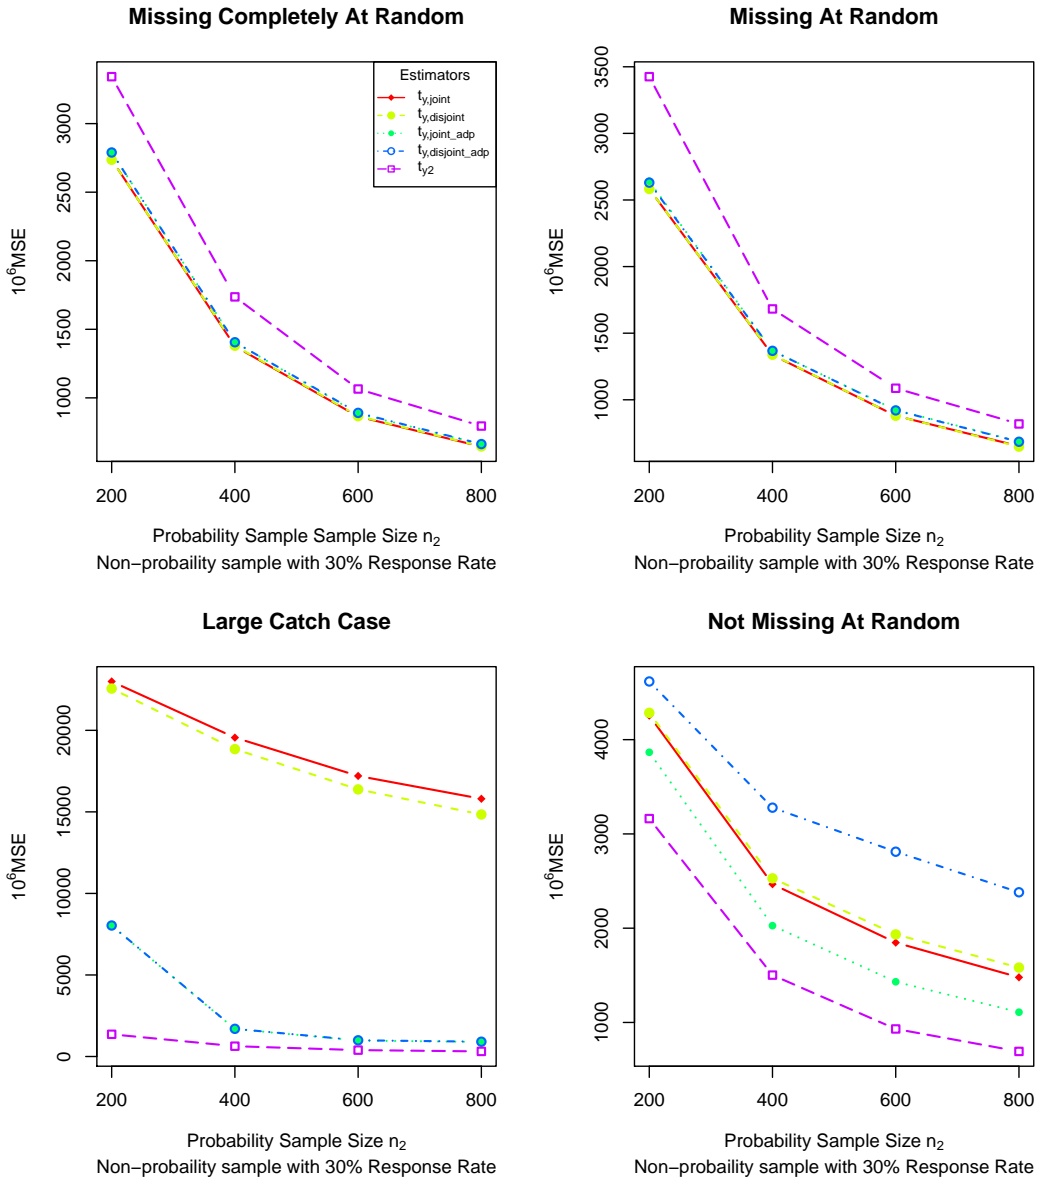 Missing Completely At Random
3000
2500
2000
1500
1000
10^6MSE
Estimators
t_y,joint
t_y,disjoint
t_y,joint_adp
t_y,disjoint_adp
t_y2
200 400 600 800
Probability Sample Sample Size n_2
Non−probaility sample with 30% Response Rate
Missing At Random
3500
3000
2500
2000
1500
1000
10^6MSE
200 400 600 800
Probability Sample Size n_2
Non−probaility sample with 30% Response Rate
Large Catch Case
20000
15000
10000
5000
0
10^6MSE
200 400 600 800
Probability Sample Size n_2
Non−probaility sample with 30% Response Rate
Not Missing At Random
4000
3000
2000
1000
10^6MSE
200 400 600 800
Probability Sample Size n_2
Non−probaility sample with 30% Response Rate